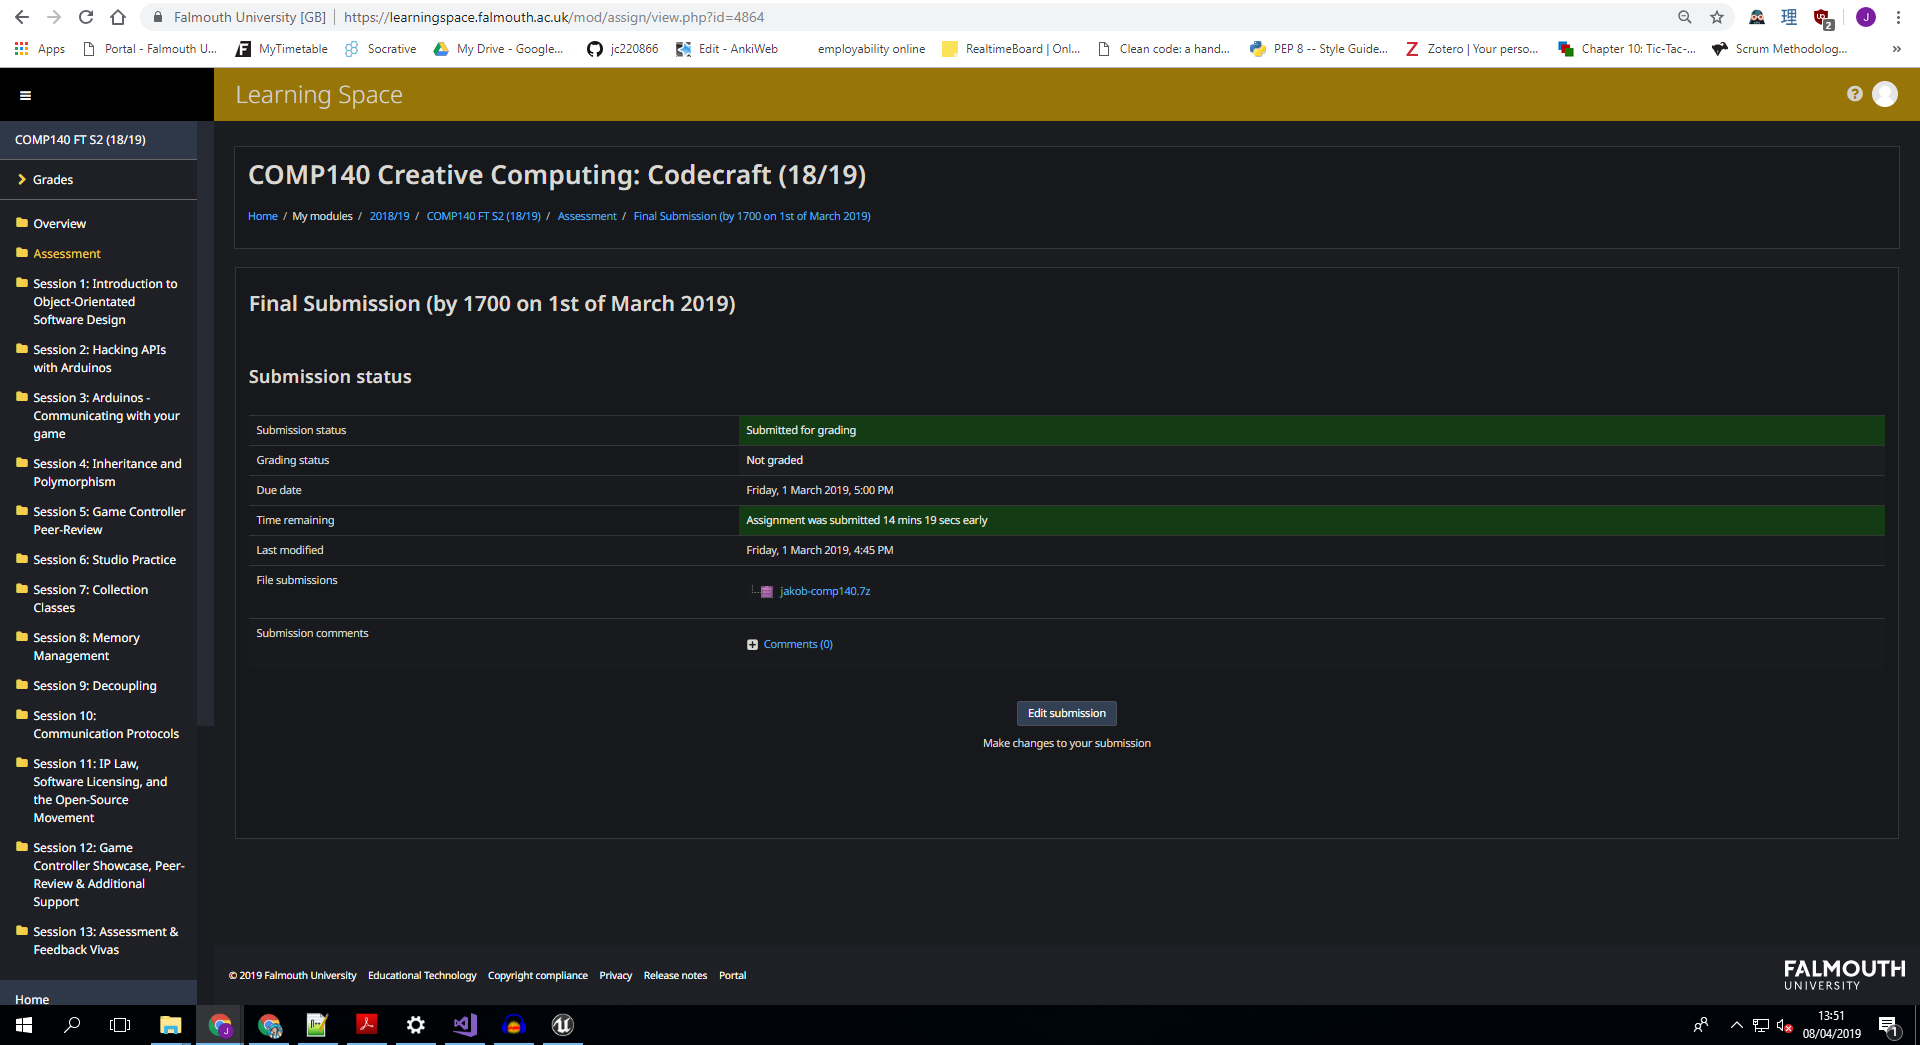 Falmouth University [GB] https://learningspace.falmouth.ac.uk/mod/assign/view.php?id=4864
2
J
Apps Portal - Falmouth U... MyTimetable Socrative My Drive - Google... jc220866 Edit - AnkiWeb employability online RealtimeBoard | Onl... Clean code: a hand... PEP 8 -- Style Guide... Zotero | Your perso... Chapter 10: Tic-Tac-... Scrum Methodolog... »
Learning Space
COMP140 FT S2 (18/19)
Grades
Overview
Assessment
Session 1: Introduction to
Object-Orientated
Software Design
Session 2: Hacking APIs
with Arduinos
Session 3: Arduinos -
Communicating with your
game
Session 4: Inheritance and
Polymorphism
Session 5: Game Controller
Peer-Review
Session 6: Studio Practice
Session 7: Collection
Classes
Session 8: Memory
Management
Session 9: Decoupling
Session 10:
Communication Protocols
Session 11: IP Law,
Software Licensing, and
the Open-Source
Movement
Session 12: Game
Controller Showcase, Peer-
Review & Additional
Support
Session 13: Assessment &
Feedback Vivas
Home
COMP140 Creative Computing: Codecraft (18/19)
Home / My modules / 2018/19 / COMP140 FT S2 (18/19) / Assessment / Final Submission (by 1700 on 1st of March 2019)
Final Submission (by 1700 on 1st of March 2019)
Submission status
Submission status Submitted for grading
Grading status Not graded
Due date Friday, 1 March 2019, 5:00 PM
Time remaining Assignment was submitted 14 mins 19 secs early
Last modified Friday, 1 March 2019, 4:45 PM
File submissions jakob-comp140.7z
Submission comments Comments (0)
Edit submission
Make changes to your submission
© 2019 Falmouth University Educational Technology Copyright compliance Privacy Release notes Portal
FALMOUTH
UNIVERSITY
13:51
08/04/2019
1